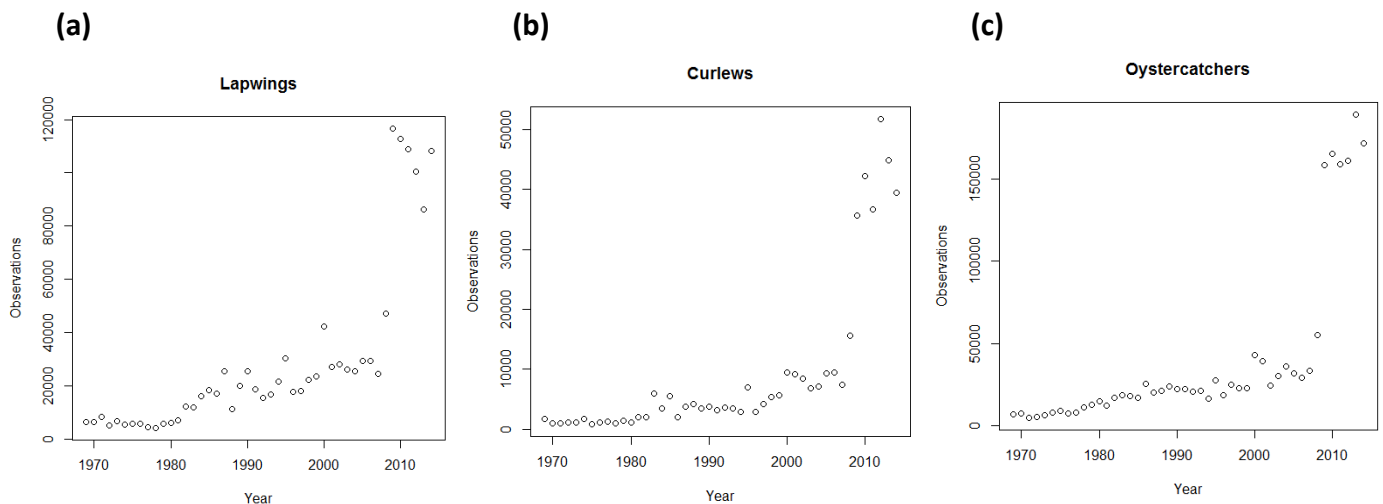 (a)
Lapwings
Observations
0
20000
40000
60000
80000
120000
1970 1980 1990 2000 2010
Year
(b)
Curlews
Observations
0
10000
20000
30000
40000
50000
1970 1980 1990 2000 2010
Year
(c)
Oystercatchers
Observations
0
50000
100000
150000
1970 1980 1990 2000 2010
Year